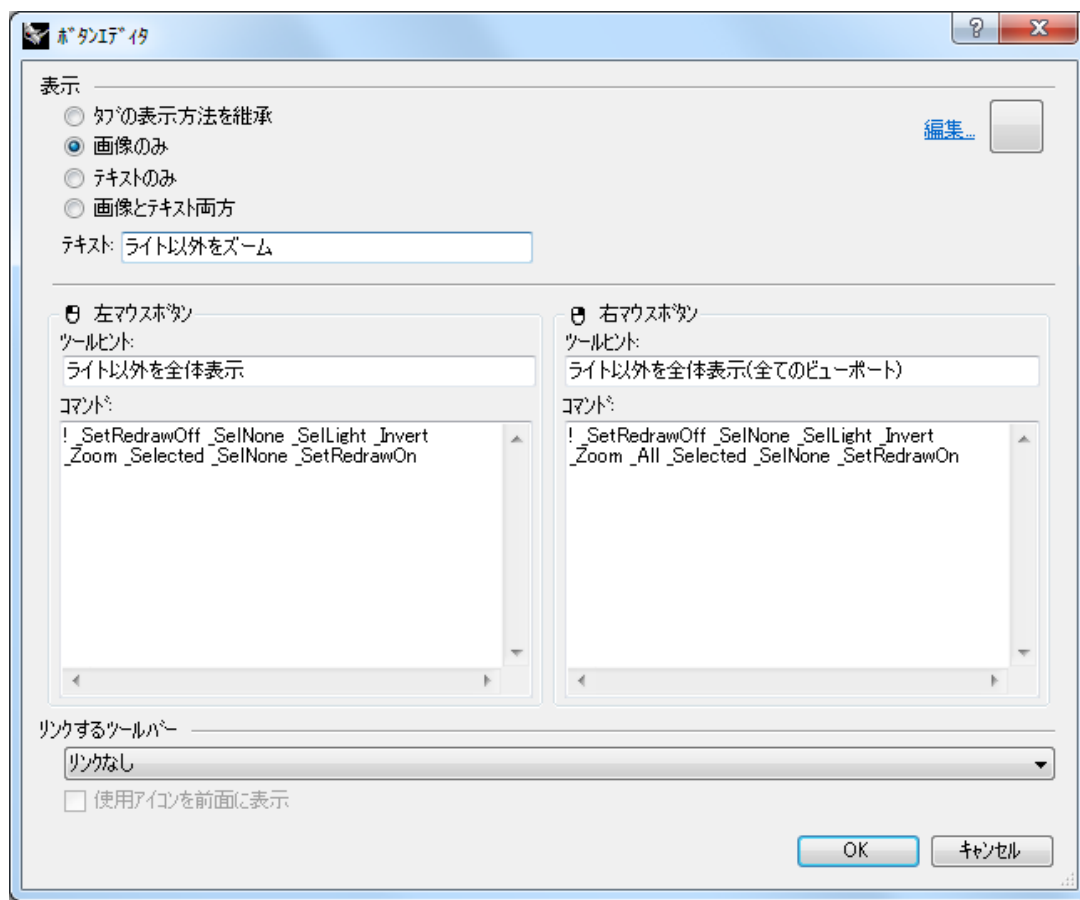 ボタンエディタ
表示
タブの表示方法を継承
画像のみ
編集...
テキストのみ
画像とテキスト両方
テキスト: ライト以外をズーム
左マウスボタン
ツールヒント:
ライト以外を全体表示
コマンド:
! _SetRedrawOff _SelNone _SelLight _Invert
_Zoom _Selected _SelNone _SetRedrawOn
右マウスボタン
ツールヒント:
ライト以外を全体表示(全てのビューポート)
コマンド:
! _SetRedrawOff _SelNone _SelLight _Invert
_Zoom _All _Selected _SelNone _SetRedrawOn
リンクするツールバー
リンクなし
使用アイコンを前面に表示
OK
キャンセル